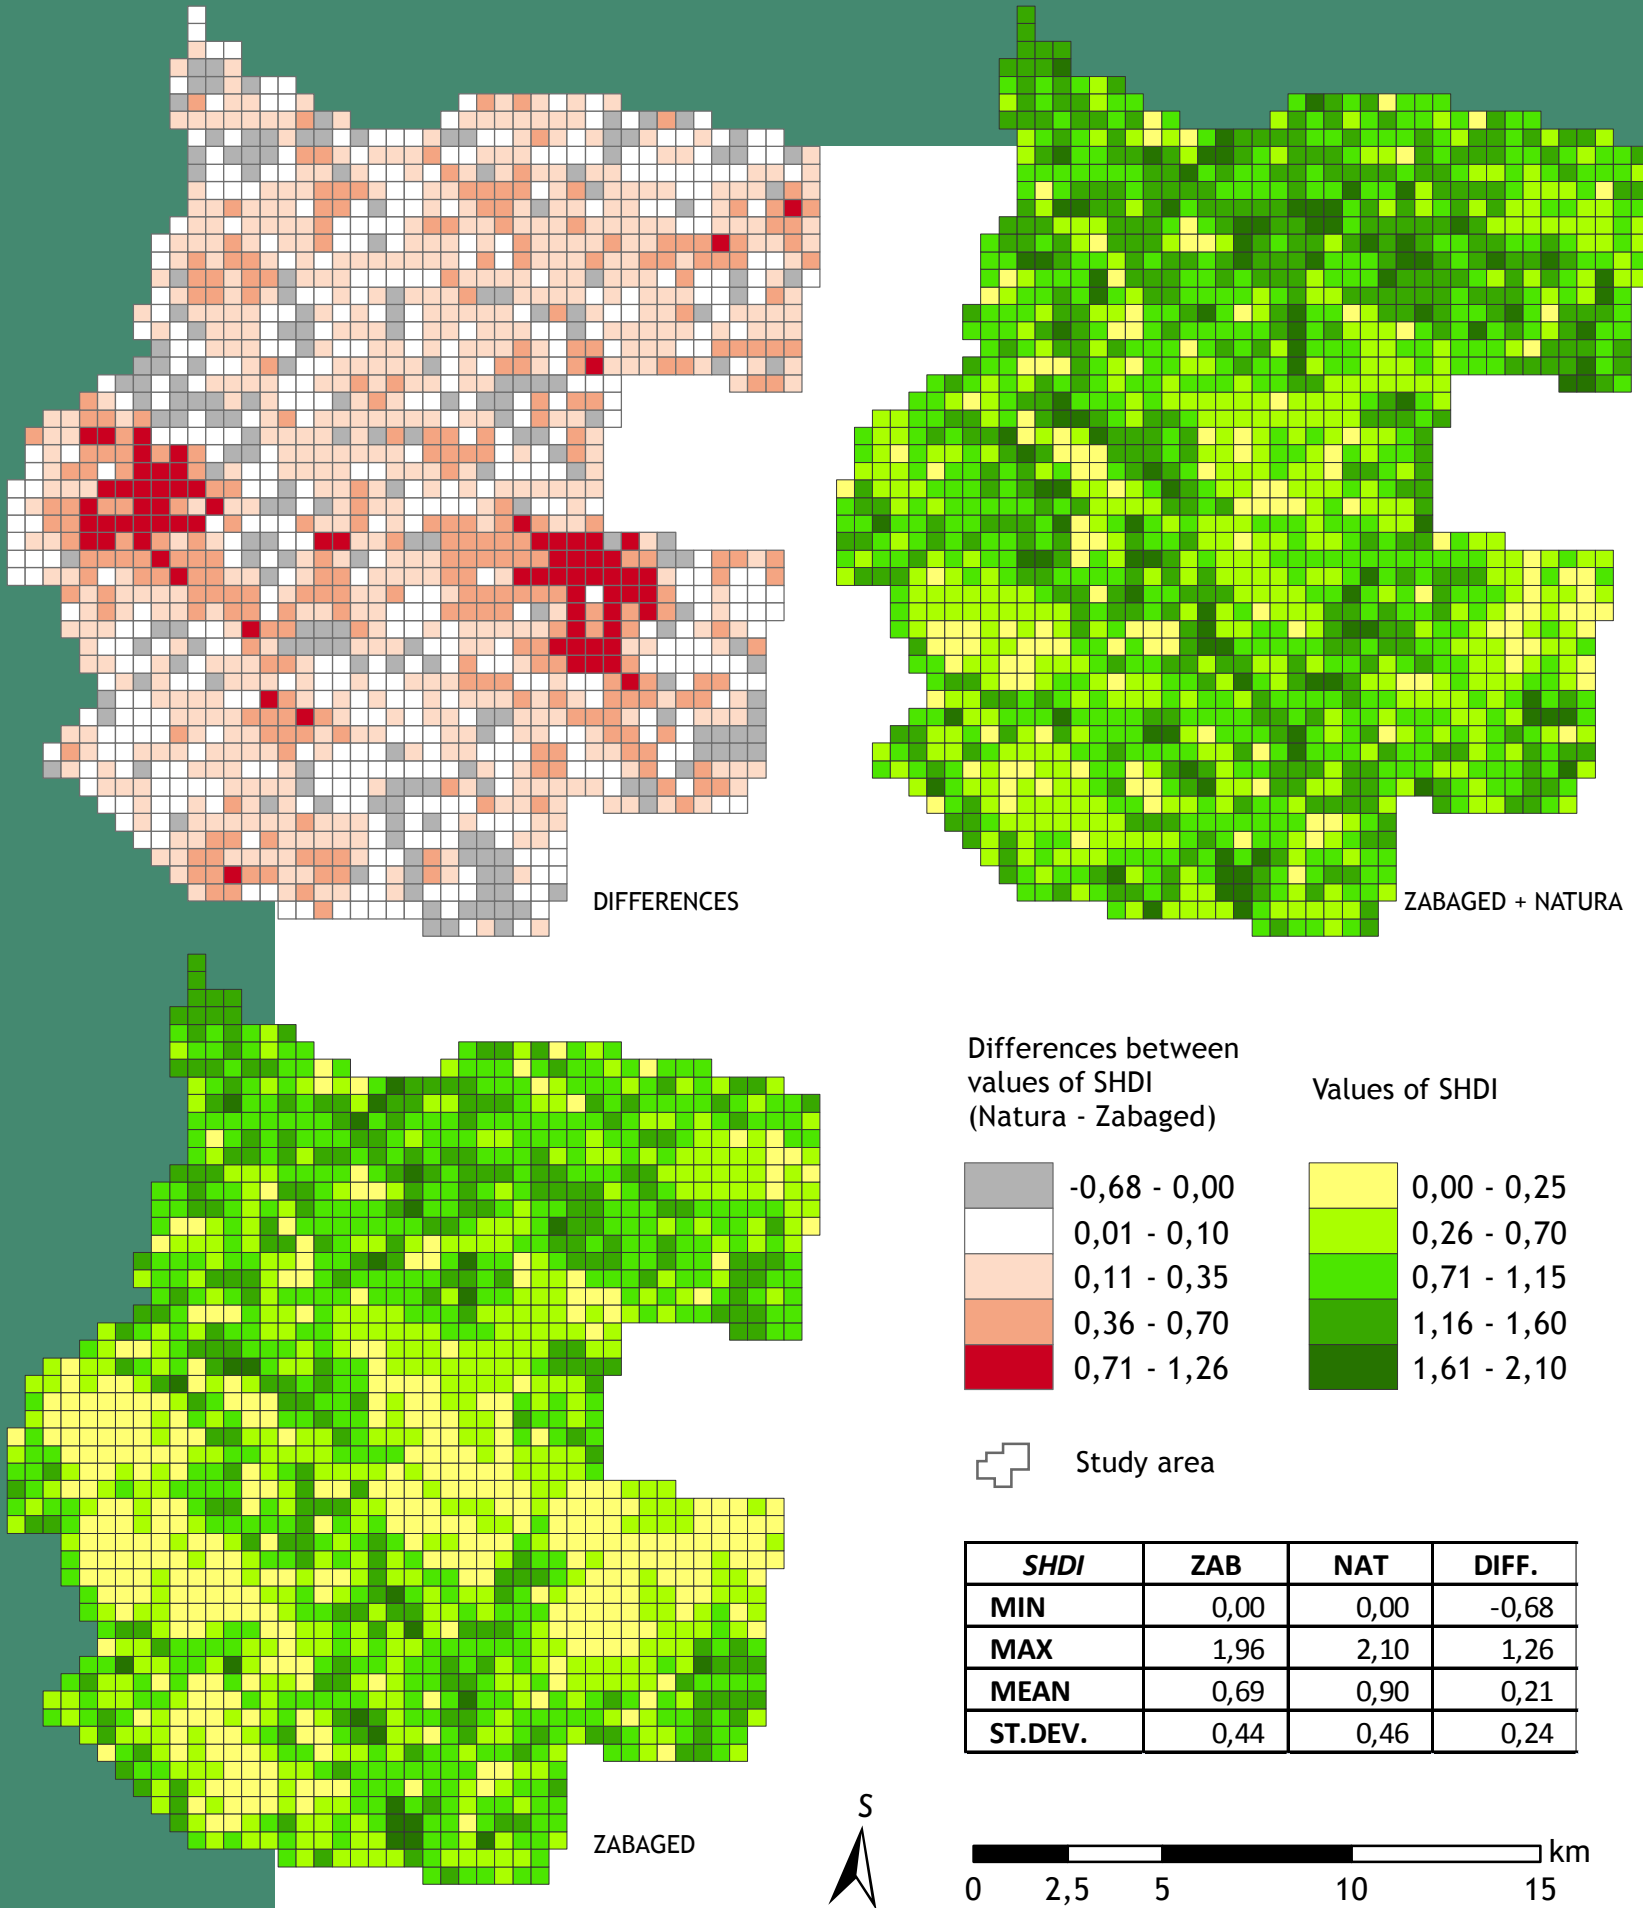 DIFFERENCES
ZABAGED + NATURA
Differences between
values of SHDI
(Natura - Zabaged)
-0,68 - 0,00
0,01 - 0,10
0,11 - 0,35
0,36 - 0,70
0,71 - 1,26
Values of SHDI
0,00 - 0,25
0,26 - 0,70
0,71 - 1,15
1,16 - 1,60
1,61 - 2,10
Study area
SHDI ZAB NAT DIFF.
MIN 0,00 0,00 -0,68
MAX 1,96 2,10 1,26
MEAN 0,69 0,90 0,21
ST.DEV. 0,44 0,46 0,24
ZABAGED
S
km
0 2,5 5 10 15